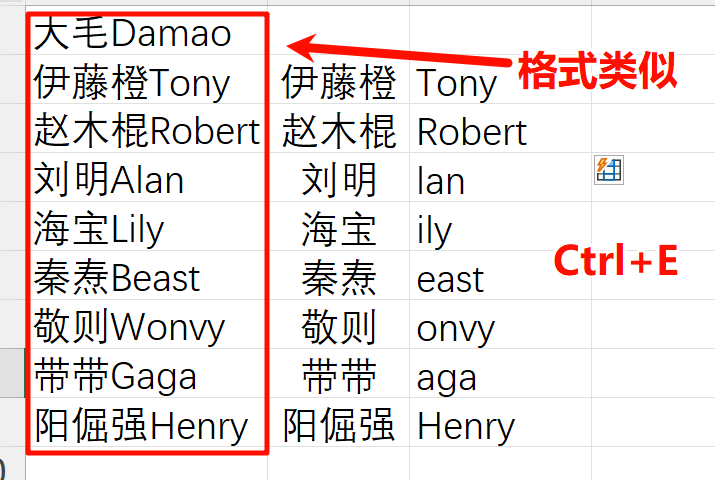 大毛Damao
格式类似
伊藤橙Tony 伊藤橙 Tony
赵木棍Robert 赵木棍 Robert
刘明Alan 刘明 lan
海宝Lily 海宝 ily
Ctrl+E
秦焘Beast 秦焘 east
敬则Wonvy 敬则 onvy
带带Gaga 带带 aga
阳倔强Henry 阳倔强 Henry